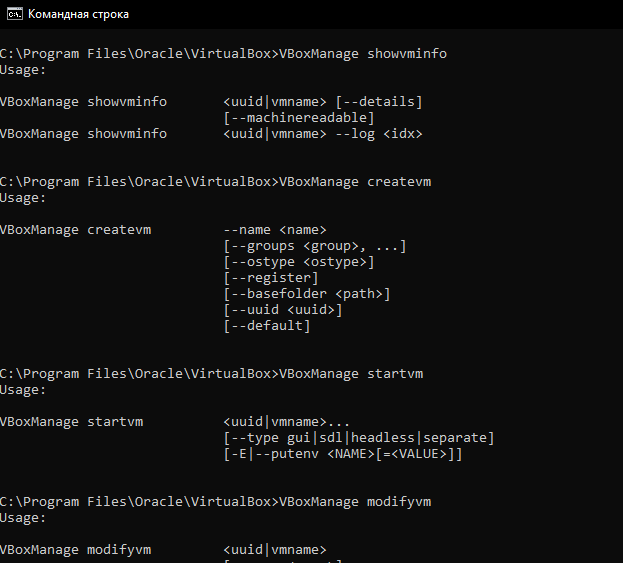 Командная строка
C:\Program Files\Oracle\VirtualBox>VBoxManage showvminfo
Usage:
VBoxManage showvminfo       <uuid|vmname> [--details]
                            [--machinereadable]
VBoxManage showvminfo       <uuid|vmname> --log <idx>
C:\Program Files\Oracle\VirtualBox>VBoxManage createvm
Usage:
VBoxManage createvm         --name <name>
                            [--groups <group>, ...]
                            [--ostype <ostype>]
                            [--register]
                            [--basefolder <path>]
                            [--uuid <uuid>]
                            [--default]
C:\Program Files\Oracle\VirtualBox>VBoxManage startvm
Usage:
VBoxManage startvm          <uuid|vmname>...
                            [--type gui|sdl|headless|separate]
                            [-E|--putenv <NAME>[=<VALUE>]]
C:\Program Files\Oracle\VirtualBox>VBoxManage modifyvm
Usage:
VBoxManage modifyvm         <uuid|vmname>